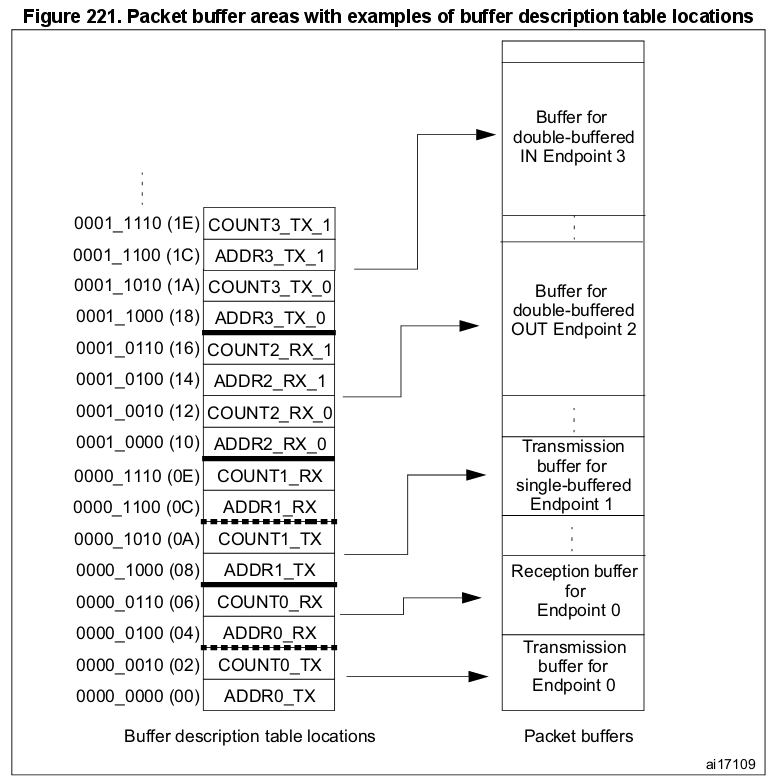 Figure 221. Packet buffer areas with examples of buffer description table locations
0001_1110 (1E) COUNT3_TX_1
0001_1100 (1C) ADDR3_TX_1
0001_1010 (1A) COUNT3_TX_0
0001_1000 (18) ADDR3_TX_0
0001_0110 (16) COUNT2_RX_1
0001_0100 (14) ADDR2_RX_1
0001_0010 (12) COUNT2_RX_0
0001_0000 (10) ADDR2_RX_0
0000_1110 (0E) COUNT1_RX
0000_1100 (0C) ADDR1_RX
0000_1010 (0A) COUNT1_TX
0000_1000 (08) ADDR1_TX
0000_0110 (06) COUNT0_RX
0000_0100 (04) ADDR0_RX
0000_0010 (02) COUNT0_TX
0000_0000 (00) ADDR0_TX
Buffer description table locations
Buffer for
double-buffered
IN Endpoint 3
Buffer for
double-buffered
OUT Endpoint 2
Transmission
buffer for
single-buffered
Endpoint 1
Reception buffer
for
Endpoint 0
Transmission
buffer for
Endpoint 0
Packet buffers
ai17109